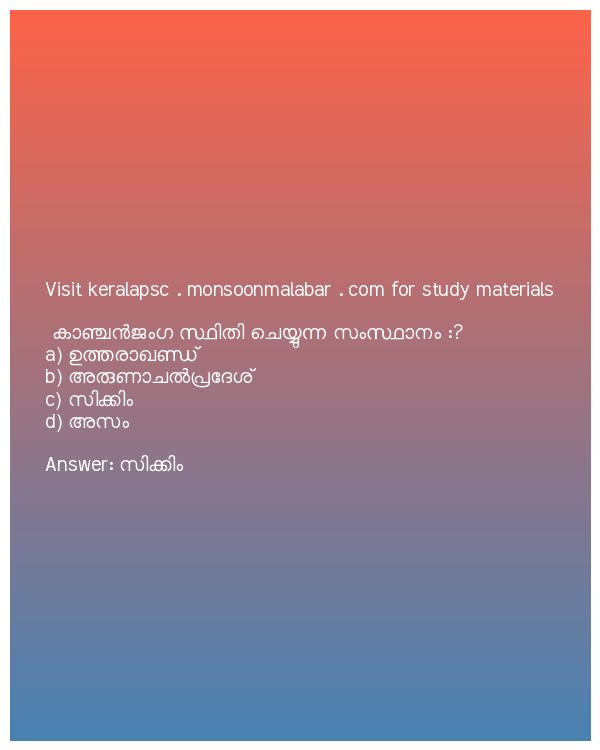 Visit keralapsc . monsoonmalabar . com for study materials
കാഞ്ചൻജംഗ സ്ഥിതി ചെയ്യുന്ന സംസ്ഥാനം :?
a) ഉത്തരാഖണ്ഡ്
b) അരുണാചൽപ്രദേശ്
c) സിക്കിം
d) അസം
Answer: സിക്കിം